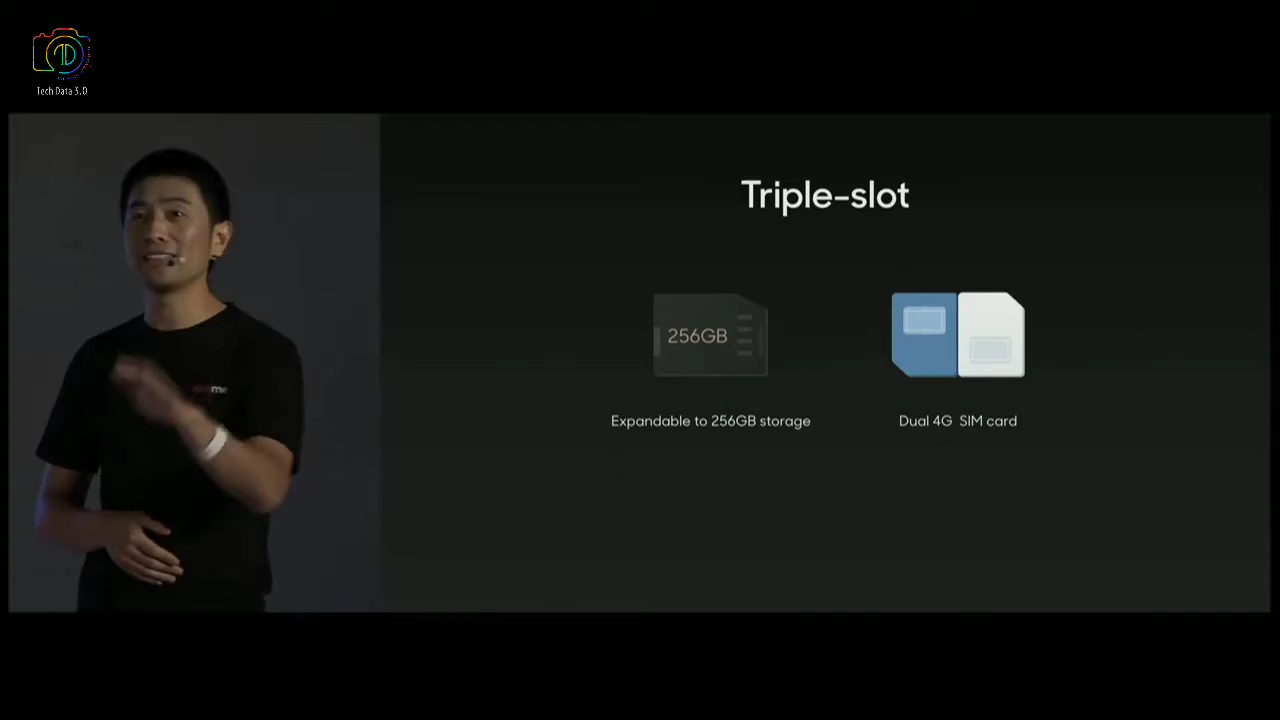 Tech Data 3.0
Triple-slot
256GB
Expandable to 256GB storage
Dual 4G SIM card